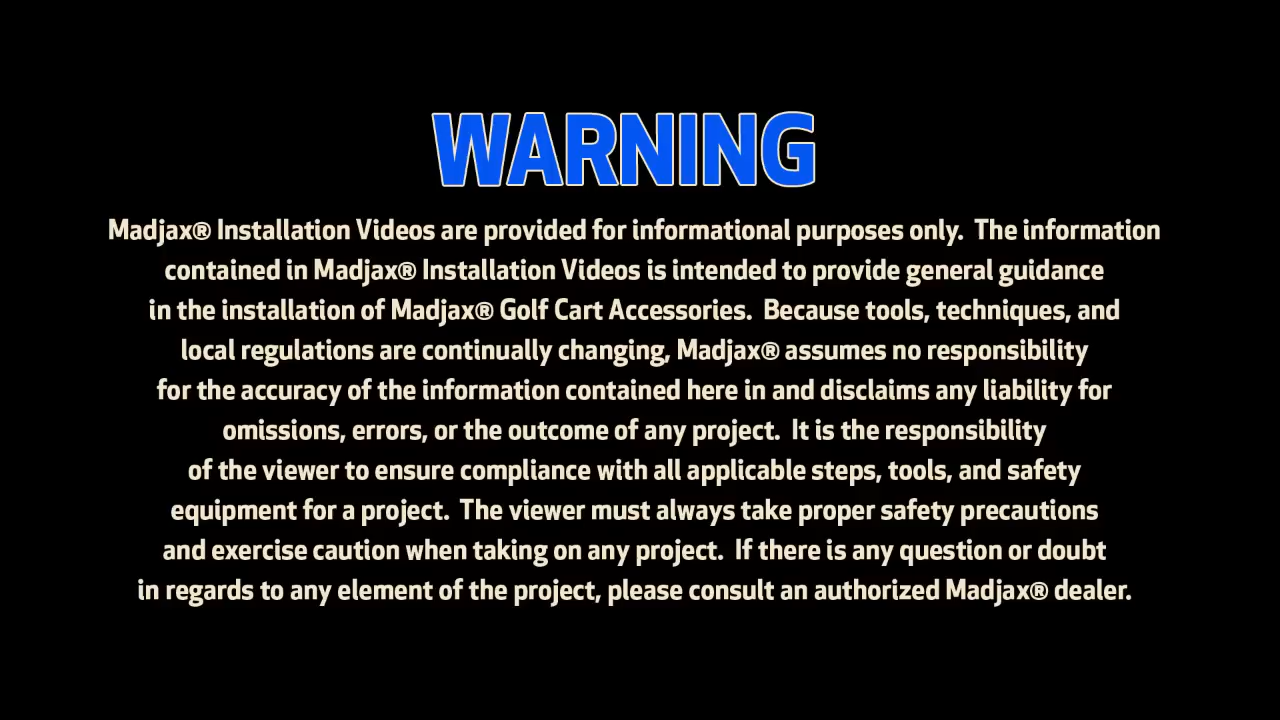 WARNING
Madjax® Installation Videos are provided for informational purposes only.  The information
contained in Madjax® Installation Videos is intended to provide general guidance
in the installation of Madjax® Golf Cart Accessories.  Because tools, techniques, and
local regulations are continually changing, Madjax® assumes no responsibility
for the accuracy of the information contained here in and disclaims any liability for
omissions, errors, or the outcome of any project.  It is the responsibility
of the viewer to ensure compliance with all applicable steps, tools, and safety
equipment for a project.  The viewer must always take proper safety precautions
and exercise caution when taking on any project.  If there is any question or doubt
in regards to any element of the project, please consult an authorized Madjax® dealer.